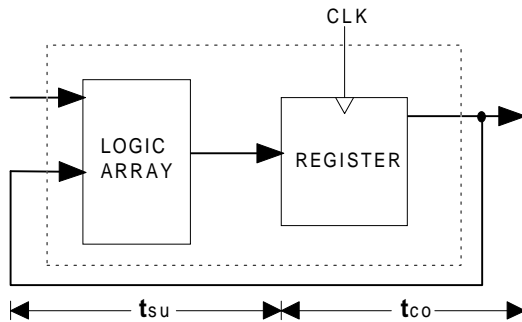 CLK
LOGIC
ARRAY
REGISTER
tsu
tco